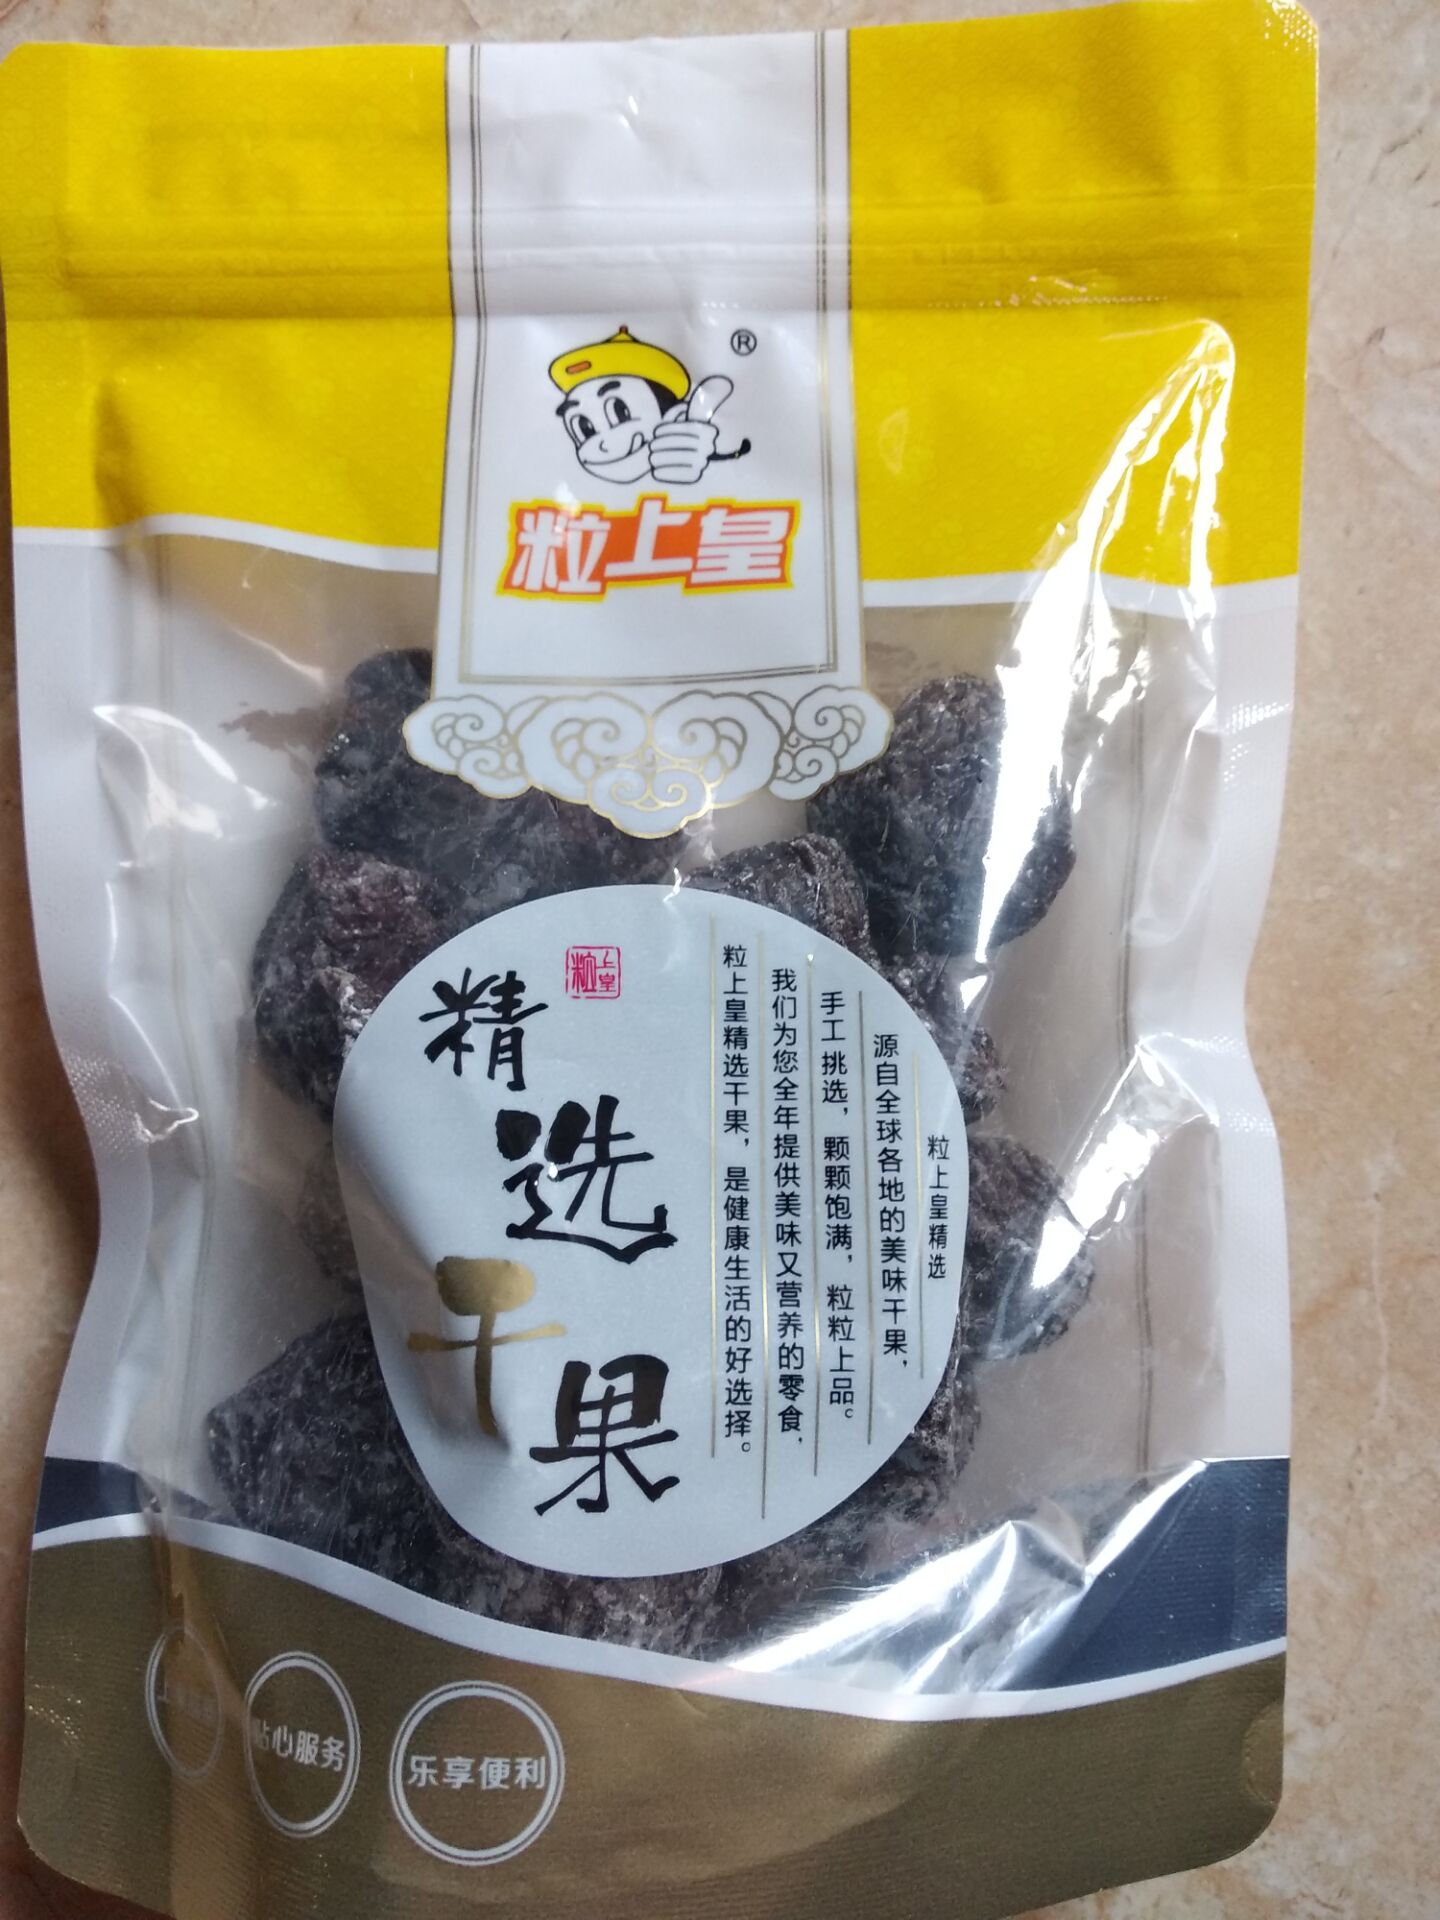 ®
粒上皇
粒上皇
精选干果
粒上皇精选
源自全球各地的美味干果，
手工挑选，颗颗饱满，粒粒上品。
我们为您全年提供美味又营养的零食，
粒上皇精选干果，是健康生活的好选择。
贴心服务
乐享便利